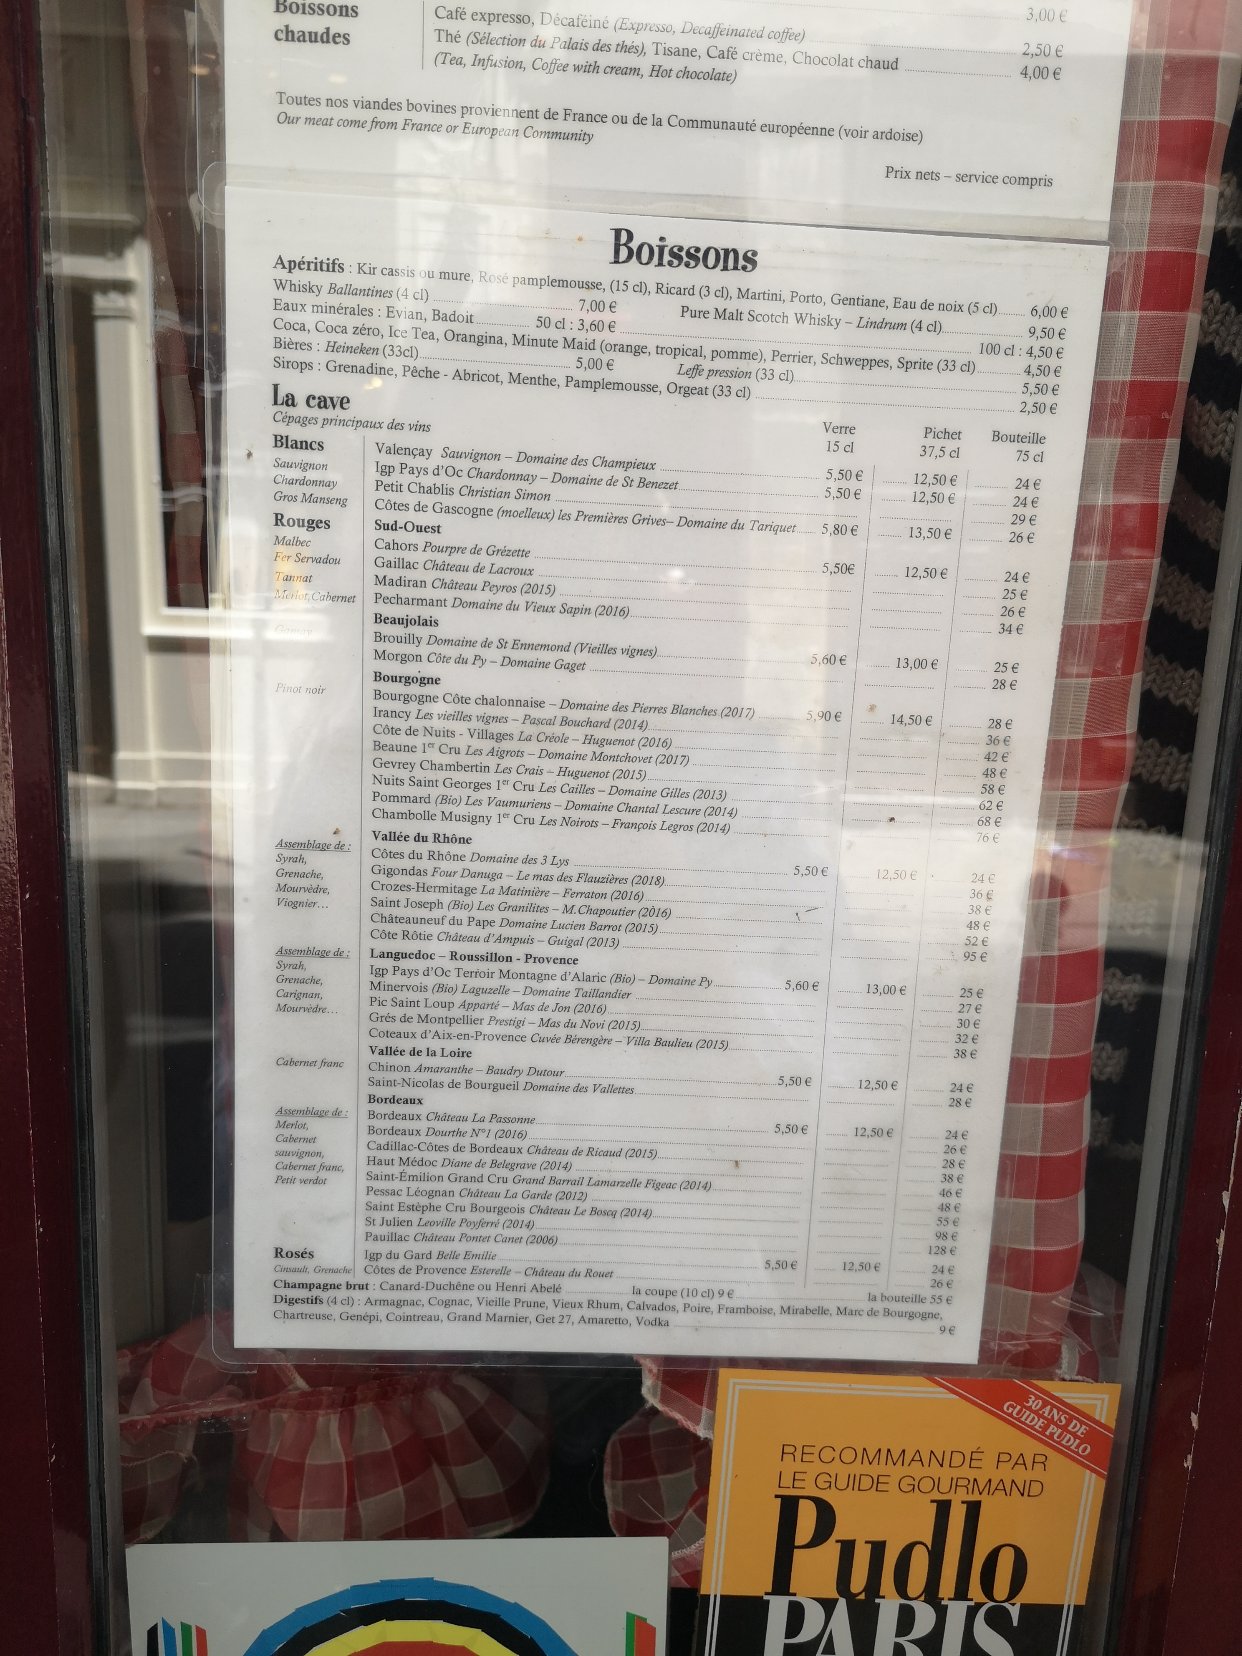 3,00 €
Boissons chaudes
Café expresso, Décaféiné (Expresso, Decaffeinated coffee) 2,50 €
Thé (Sélection du Palais des thés), Tisane, Café crème, Chocolat chaud 4,00 €
(Tea, Infusion, Coffee with cream, Hot chocolate)
Toutes nos viandes bovines proviennent de France ou de la Communauté européenne (voir ardoise)
Our meat come from France or European Community
Prix nets – service compris
Boissons
Apéritifs : Kir cassis ou mure, Rosé pamplemousse, (15 cl), Ricard (3 cl), Martini, Porto, Gentiane, Eau de noix (5 cl) 6,00 €
Whisky Ballantines (4 cl) 7,00 € Pure Malt Scotch Whisky – Lindrum (4 cl) 9,50 €
Eaux minérales : Evian, Badoit 50 cl : 3,60 € 100 cl : 4,50 €
Coca, Coca zéro, Ice Tea, Orangina, Minute Maid (orange, tropical, pomme), Perrier, Schweppes, Sprite (33 cl) 4,50 €
Bières : Heineken (33cl) 5,00 € Leffe pression (33 cl) 5,50 €
Sirops : Grenadine, Pêche - Abricot, Menthe, Pamplemousse, Orgeat (33 cl) 2,50 €
La cave
Cépages principaux des vins
Verre 15 cl Pichet 37,5 cl Bouteille 75 cl
Blancs
Sauvignon
Chardonnay
Gros Manseng
Valençay Sauvignon – Domaine des Champieux 5,50 € 12,50 € 24 €
Igp Pays d'Oc Chardonnay – Domaine de St Benezet 5,50 € 12,50 € 24 €
Petit Chablis Christian Simon 29 €
Côtes de Gascogne (moelleux) les Premières Grives– Domaine du Tariquet 5,80 € 13,50 € 26 €
Rouges
Malbec
Fer Servadou
Tannat
Merlot, Cabernet
Sud-Ouest
Cahors Pourpre de Grézette 5,50€ 12,50 € 24 €
Gaillac Château de Lacroux 25 €
Madiran Château Peyros (2015) 26 €
Pecharmant Domaine du Vieux Sapin (2016) 34 €
Gamay
Beaujolais
Brouilly Domaine de St Ennemond (Vieilles vignes) 5,60 € 13,00 € 25 €
Morgon Côte du Py – Domaine Gaget 28 €
Pinot noir
Bourgogne
Bourgogne Côte chalonnaise – Domaine des Pierres Blanches (2017) 5,90 € 14,50 € 28 €
Irancy Les vieilles vignes – Pascal Bouchard (2014) 36 €
Côte de Nuits - Villages La Créole – Huguenot (2016) 42 €
Beaune 1er Cru Les Aigrots – Domaine Montchovet (2017) 48 €
Gevrey Chambertin Les Crais – Huguenot (2015) 58 €
Nuits Saint Georges 1er Cru Les Cailles – Domaine Gilles (2013) 62 €
Pommard (Bio) Les Vaumuriens – Domaine Chantal Lescure (2014) 68 €
Chambolle Musigny 1er Cru Les Noirots – François Legros (2014) 76 €
Assemblage de :
Syrah,
Grenache,
Mourvèdre,
Viognier…
Vallée du Rhône
Côtes du Rhône Domaine des 3 Lys 5,50 € 12,50 € 24 €
Gigondas Four Danuga – Le mas des Flauzières (2018) 36 €
Crozes-Hermitage La Matinière – Ferraton (2016) 38 €
Saint Joseph (Bio) Les Granilites – M.Chapoutier (2016) 48 €
Châteauneuf du Pape Domaine Lucien Barrot (2015) 52 €
Côte Rôtie Château d'Ampuis – Guigal (2013) 95 €
Assemblage de :
Syrah,
Grenache,
Carignan,
Mourvèdre…
Languedoc – Roussillon - Provence
Igp Pays d'Oc Terroir Montagne d'Alaric (Bio) – Domaine Py 5,60 € 13,00 € 25 €
Minervois (Bio) Laguzelle – Domaine Taillandier 27 €
Pic Saint Loup Apparté – Mas de Jon (2016) 30 €
Grés de Montpellier Prestigi – Mas du Novi (2015) 32 €
Coteaux d'Aix-en-Provence Cuvée Bérengère – Villa Baulieu (2015) 38 €
Cabernet franc
Vallée de la Loire
Chinon Amaranthe – Baudry Dutour 5,50 € 12,50 € 24 €
Saint-Nicolas de Bourgueil Domaine des Vallettes 28 €
Assemblage de :
Merlot,
Cabernet
sauvignon,
Cabernet franc,
Petit verdot
Bordeaux
Bordeaux Château La Passonne 5,50 € 12,50 € 24 €
Bordeaux Dourthe N°1 (2016) 26 €
Cadillac-Côtes de Bordeaux Château de Ricaud (2015) 28 €
Haut Médoc Diane de Belegrave (2014) 38 €
Saint-Émilion Grand Cru Grand Barrail Lamarzelle Figeac (2014) 46 €
Pessac Léognan Château La Garde (2012) 48 €
Saint Estèphe Cru Bourgeois Château Le Boscq (2014) 55 €
St Julien Leoville Poyferré (2014) 98 €
Pauillac Château Pontet Canet (2006) 128 €
Rosés
Cinsault, Grenache
Igp du Gard Belle Emilie 5,50 € 12,50 € 24 €
Côtes de Provence Esterelle – Château du Rouet 26 €
Champagne brut : Canard-Duchêne ou Henri Abelé la coupe (10 cl) 9 € la bouteille 55 €
Digestifs (4 cl) : Armagnac, Cognac, Vieille Prune, Vieux Rhum, Calvados, Poire, Framboise, Mirabelle, Marc de Bourgogne,
Chartreuse, Genépi, Cointreau, Grand Marnier, Get 27, Amaretto, Vodka 9 €
30 ANS DE
GUIDE PUDLO
RECOMMANDÉ PAR
LE GUIDE GOURMAND
Pudlo
PARIS